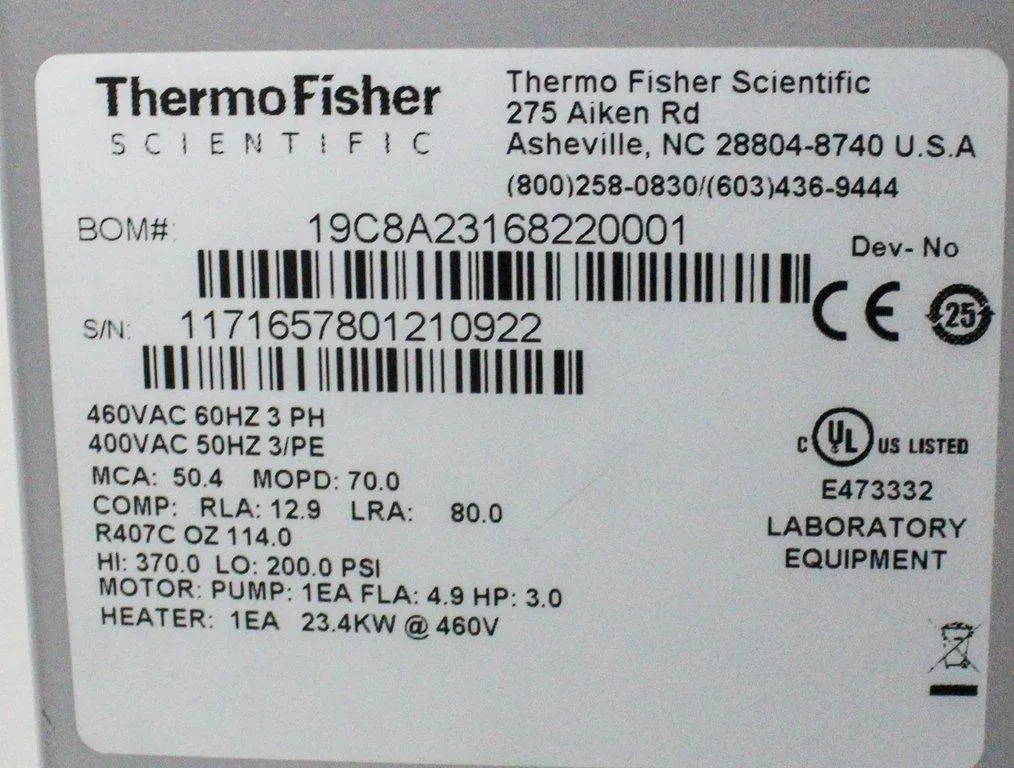 ThermoFisher
SCIENTIFIC
Thermo Fisher Scientific
275 Aiken Rd
Asheville, NC 28804-8740 U.S.A
(800)258-0830/(603)436-9444
BOM#: 19C8A23168220001
Dev- No
S/N: 1171657801210922
CE
25
460VAC 60HZ 3 PH
400VAC 50HZ 3/PE
MCA: 50.4 MOPD: 70.0
COMP: RLA: 12.9 LRA: 80.0
R407C OZ 114.0
HI: 370.0 LO: 200.0 PSI
MOTOR: PUMP: 1EA FLA: 4.9 HP: 3.0
HEATER: 1EA 23.4KW @ 460V
C UL US LISTED
E473332
LABORATORY
EQUIPMENT